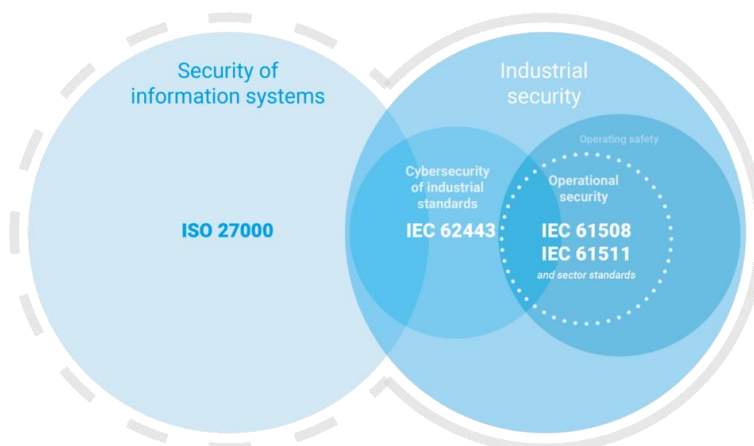 Security of
information systems
Industrial
security
Operating safety
Cybersecurity
of industrial
standards
Operational
security
ISO 27000
IEC 62443
IEC 61508
IEC 61511
and sector standards